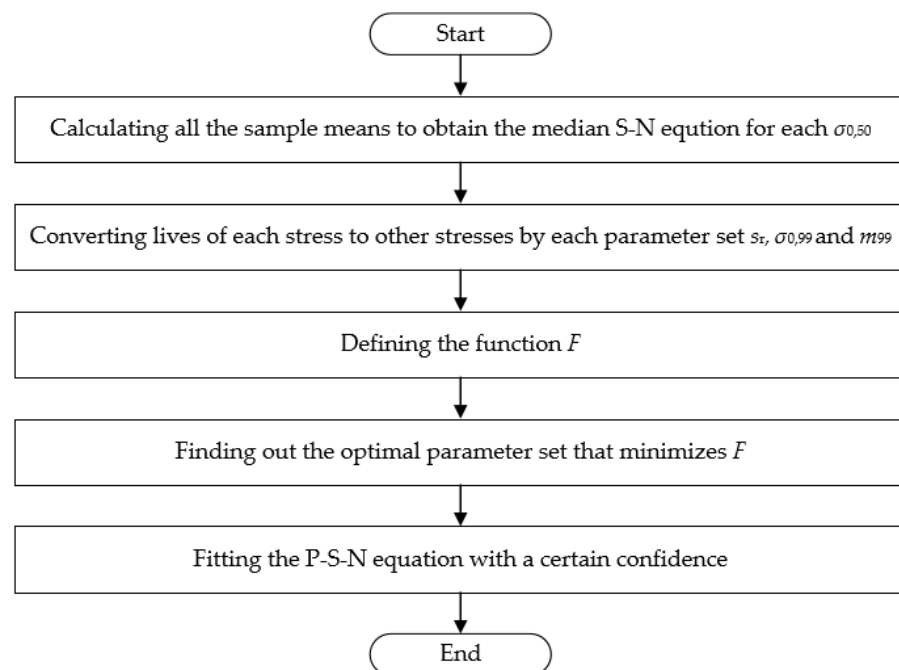 Start
Calculating all the sample means to obtain the median S-N eqution for each σ0,50
Converting lives of each stress to other stresses by each parameter set sr, σ0,99 and m99
Defining the function F
Finding out the optimal parameter set that minimizes F
Fitting the P-S-N equation with a certain confidence
End